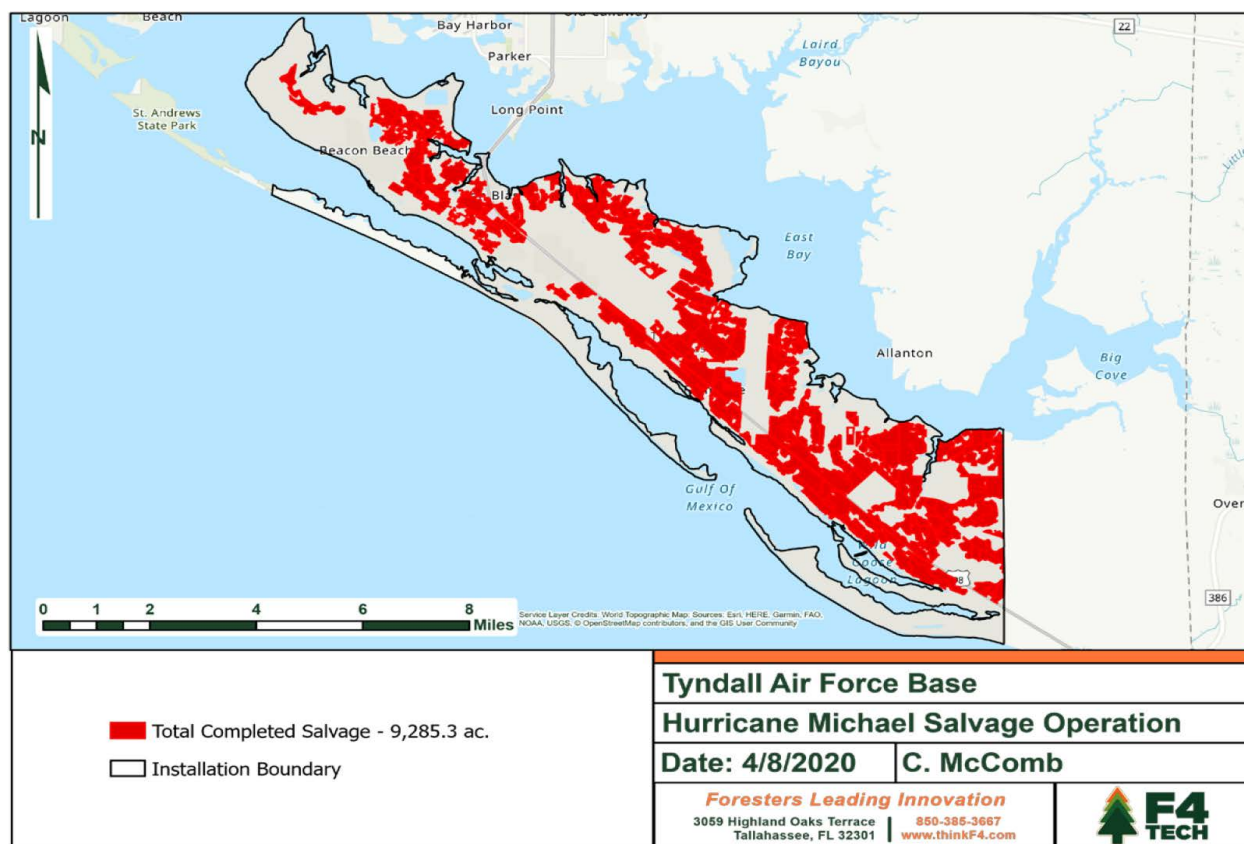 Lagoon
Beach
Bay Harbor
22
Parker
Laird
Bayou
St. Andrews
State Park
Long Point
N
Beacon Beach
Bla
East
Bay
Allanton
Big
Cove
Gulf Of
Mexico
Over
Goose
Lagoon
386
0 1 2 4 6 8
Miles
Service Layer Credits: World Topographic Map: Sources: Esri, HERE, Garmin, FAO,
NOAA, USGS, © OpenStreetMap contributors, and the GIS User Community
Total Completed Salvage - 9,285.3 ac.
Installation Boundary
Tyndall Air Force Base
Hurricane Michael Salvage Operation
Date: 4/8/2020 C. McComb
Foresters Leading Innovation
3059 Highland Oaks Terrace 850-385-3667
Tallahassee, FL 32301 www.thinkF4.com
F4
TECH